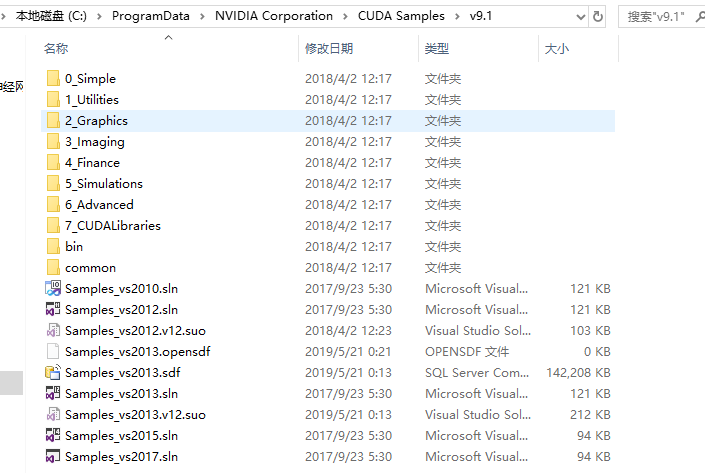 本地磁盘 (C:) > ProgramData > NVIDIA Corporation > CUDA Samples > v9.1 搜索"v9.1"
名称 修改日期 类型 大小
0_Simple 2018/4/2 12:17 文件夹
1_Utilities 2018/4/2 12:17 文件夹
2_Graphics 2018/4/2 12:17 文件夹
3_Imaging 2018/4/2 12:17 文件夹
4_Finance 2018/4/2 12:17 文件夹
5_Simulations 2018/4/2 12:17 文件夹
6_Advanced 2018/4/2 12:17 文件夹
7_CUDALibraries 2018/4/2 12:17 文件夹
bin 2018/4/2 12:17 文件夹
common 2018/4/2 12:17 文件夹
Samples_vs2010.sln 2017/9/23 5:30 Microsoft Visual... 121 KB
Samples_vs2012.sln 2017/9/23 5:30 Microsoft Visual... 121 KB
Samples_vs2012.v12.suo 2018/4/2 12:23 Visual Studio Sol... 103 KB
Samples_vs2013.opensdf 2019/5/21 0:21 OPENSDF 文件 0 KB
Samples_vs2013.sdf 2019/5/21 0:13 SQL Server Com... 142,208 KB
Samples_vs2013.sln 2017/9/23 5:30 Microsoft Visual... 121 KB
Samples_vs2013.v12.suo 2019/5/21 0:13 Visual Studio Sol... 212 KB
Samples_vs2015.sln 2017/9/23 5:30 Microsoft Visual... 94 KB
Samples_vs2017.sln 2017/9/23 5:30 Microsoft Visual... 94 KB